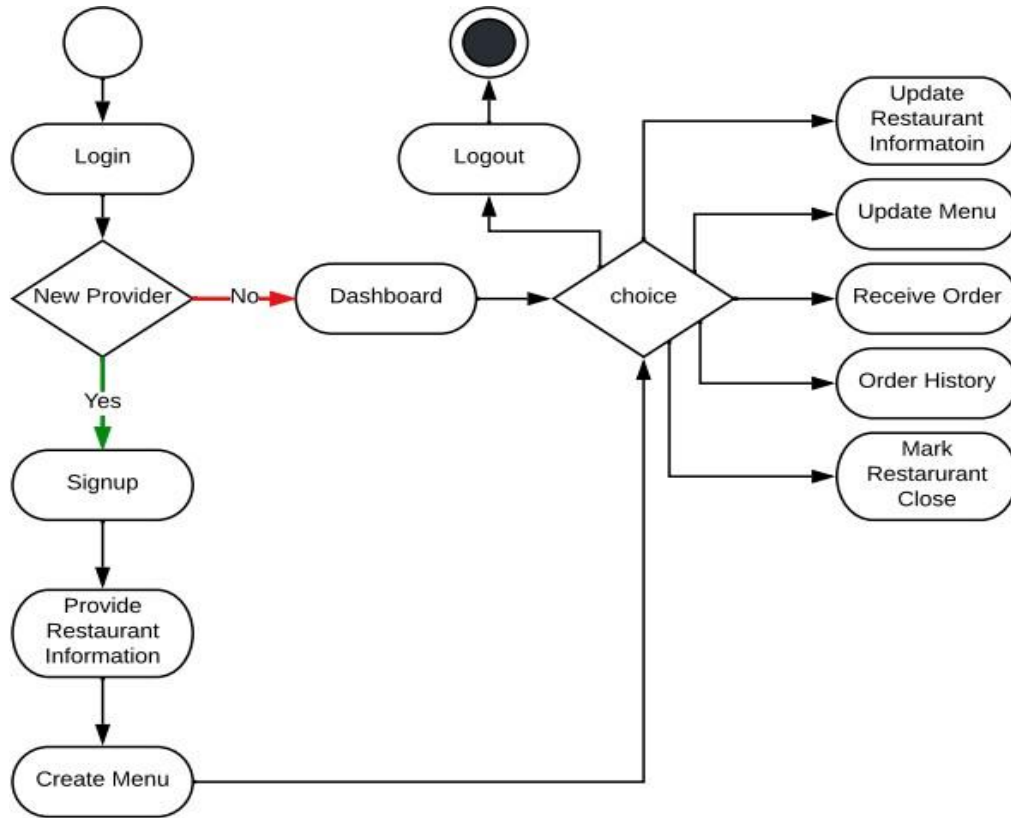 Login
New Provider
No
Yes
Signup
Provide
Restaurant
Information
Create Menu
Dashboard
Logout
choice
Update
Restaurant
Informatoin
Update Menu
Receive Order
Order History
Mark
Restarurant
Close